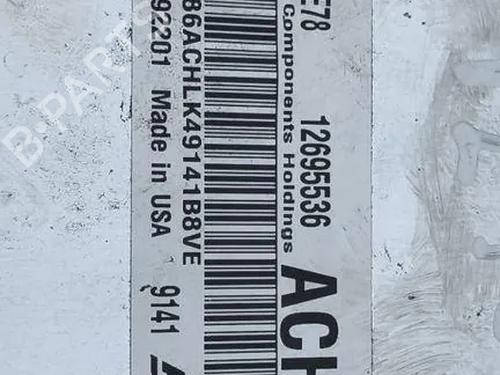 E78
12695536
Components Holdings
ACH
86ACHLK49141B8VE
92201 Made in USA
9141
B-PARTS